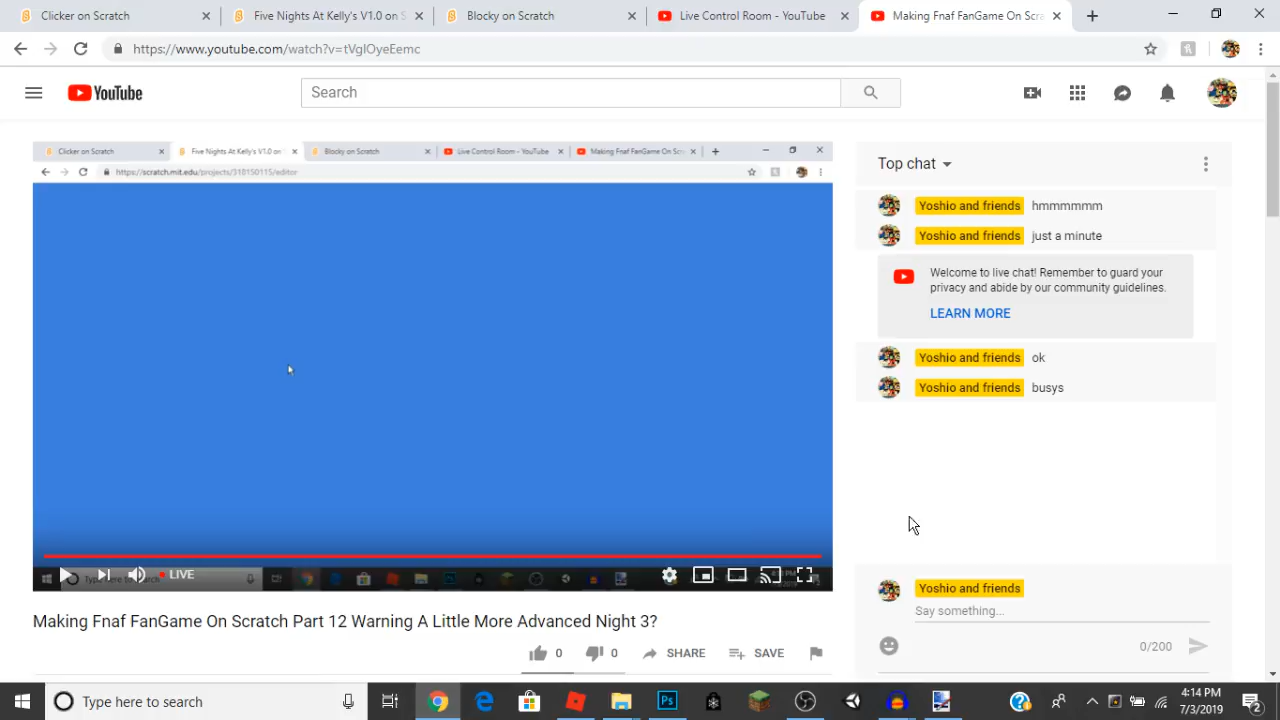 Clicker on Scratch
Five Nights At Kelly's V1.0 on S
Blocky on Scratch
Live Control Room - YouTube
Making Fnaf FanGame On Scra
https://www.youtube.com/watch?v=tVglOyeEemc
YouTube
Search
Clicker on Scratch
Five Nights At Kelly's V1.0 on
Blocky on Scratch
Live Control Room - YouTube
Making Fnaf FanGame On Scr
https://scratch.mit.edu/projects/318150115/editor
LIVE
Making Fnaf FanGame On Scratch Part 12 Warning A Little More Advanced Night 3?
0
0
SHARE
SAVE
Top chat
Yoshio and friends hmmmmmm
Yoshio and friends just a minute
Welcome to live chat! Remember to guard your
privacy and abide by our community guidelines.
LEARN MORE
Yoshio and friends ok
Yoshio and friends busys
Yoshio and friends
Say something...
0/200
Type here to search
Ps
4:14 PM
7/3/2019
2